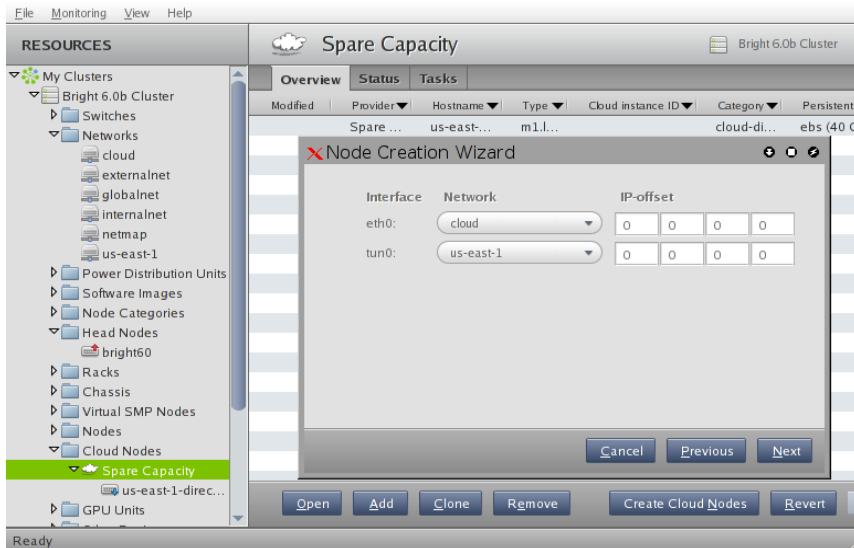 File Monitoring View Help
RESOURCES
My Clusters
Bright 6.0b Cluster
Switches
Networks
cloud
externalnet
globalnet
internalnet
netmap
us-east-1
Power Distribution Units
Software Images
Node Categories
Head Nodes
bright60
Racks
Chassis
Virtual SMP Nodes
Nodes
Cloud Nodes
Spare Capacity
us-east-1-direc...
GPU Units
Spare Capacity Bright 6.0b Cluster
Overview Status Tasks
Modified Provider Hostname Type Cloud instance ID Category Persistent
Spare ... us-east-... m1.l... cloud-di... ebs (40 G
Node Creation Wizard
Interface Network IP-offset
eth0: cloud 0 0 0 0
tun0: us-east-1 0 0 0 0
Cancel Previous Next
Open Add Clone Remove Create Cloud Nodes Revert
Ready